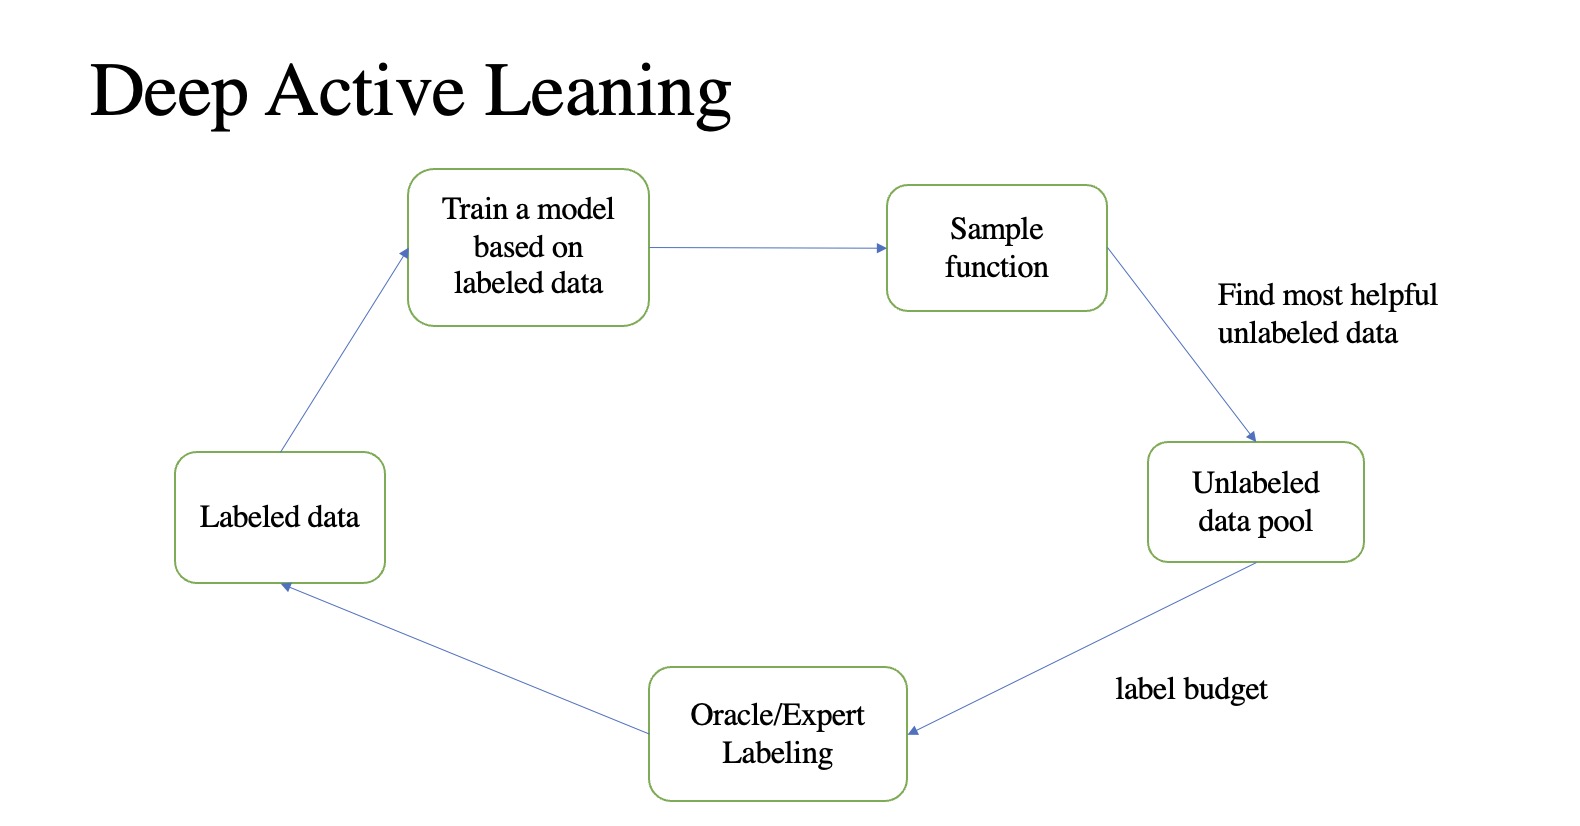 Deep Active Leaning
Train a model
based on
labeled data
Sample
function
Find most helpful
unlabeled data
Labeled data
Unlabeled
data pool
label budget
Oracle/Expert
Labeling